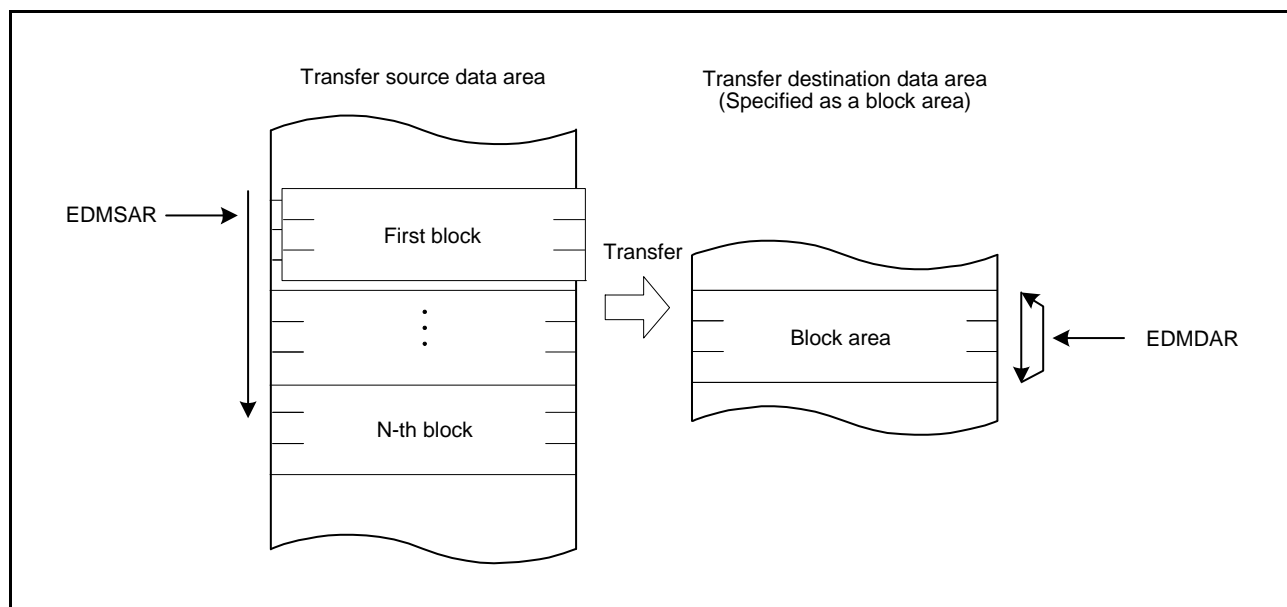 Transfer source data area
Transfer destination data area
(Specified as a block area)
EDMSAR
First block
Transfer
Block area
EDMDAR
N-th block